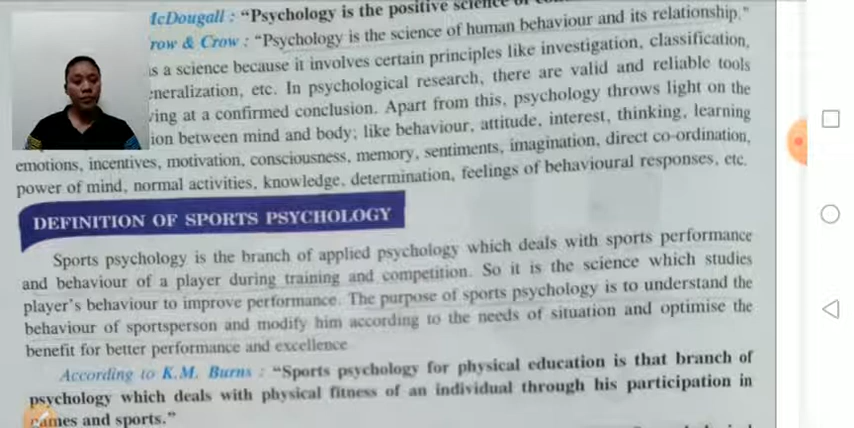 McDougall : “Psychology is the positive science of
row & Crow : “Psychology is the science of human behaviour and its relationship.”
is a science because it involves certain principles like investigation, classification,
eneralization, etc. In psychological research, there are valid and reliable tools
ving at a confirmed conclusion. Apart from this, psychology throws light on the
ion between mind and body; like behaviour, attitude, interest, thinking, learning
emotions, incentives, motivation, consciousness, memory, sentiments, imagination, direct co-ordination,
power of mind, normal activities, knowledge, determination, feelings of behavioural responses, etc.
DEFINITION OF SPORTS PSYCHOLOGY
Sports psychology is the branch of applied psychology which deals with sports performance
and behaviour of a player during training and competition. So it is the science which studies
player’s behaviour to improve performance. The purpose of sports psychology is to understand the
behaviour of sportsperson and modify him according to the needs of situation and optimise the
benefit for better performance and excellence
According to K.M. Burns : “Sports psychology for physical education is that branch of
psychology which deals with physical fitness of an individual through his participation in
games and sports.”